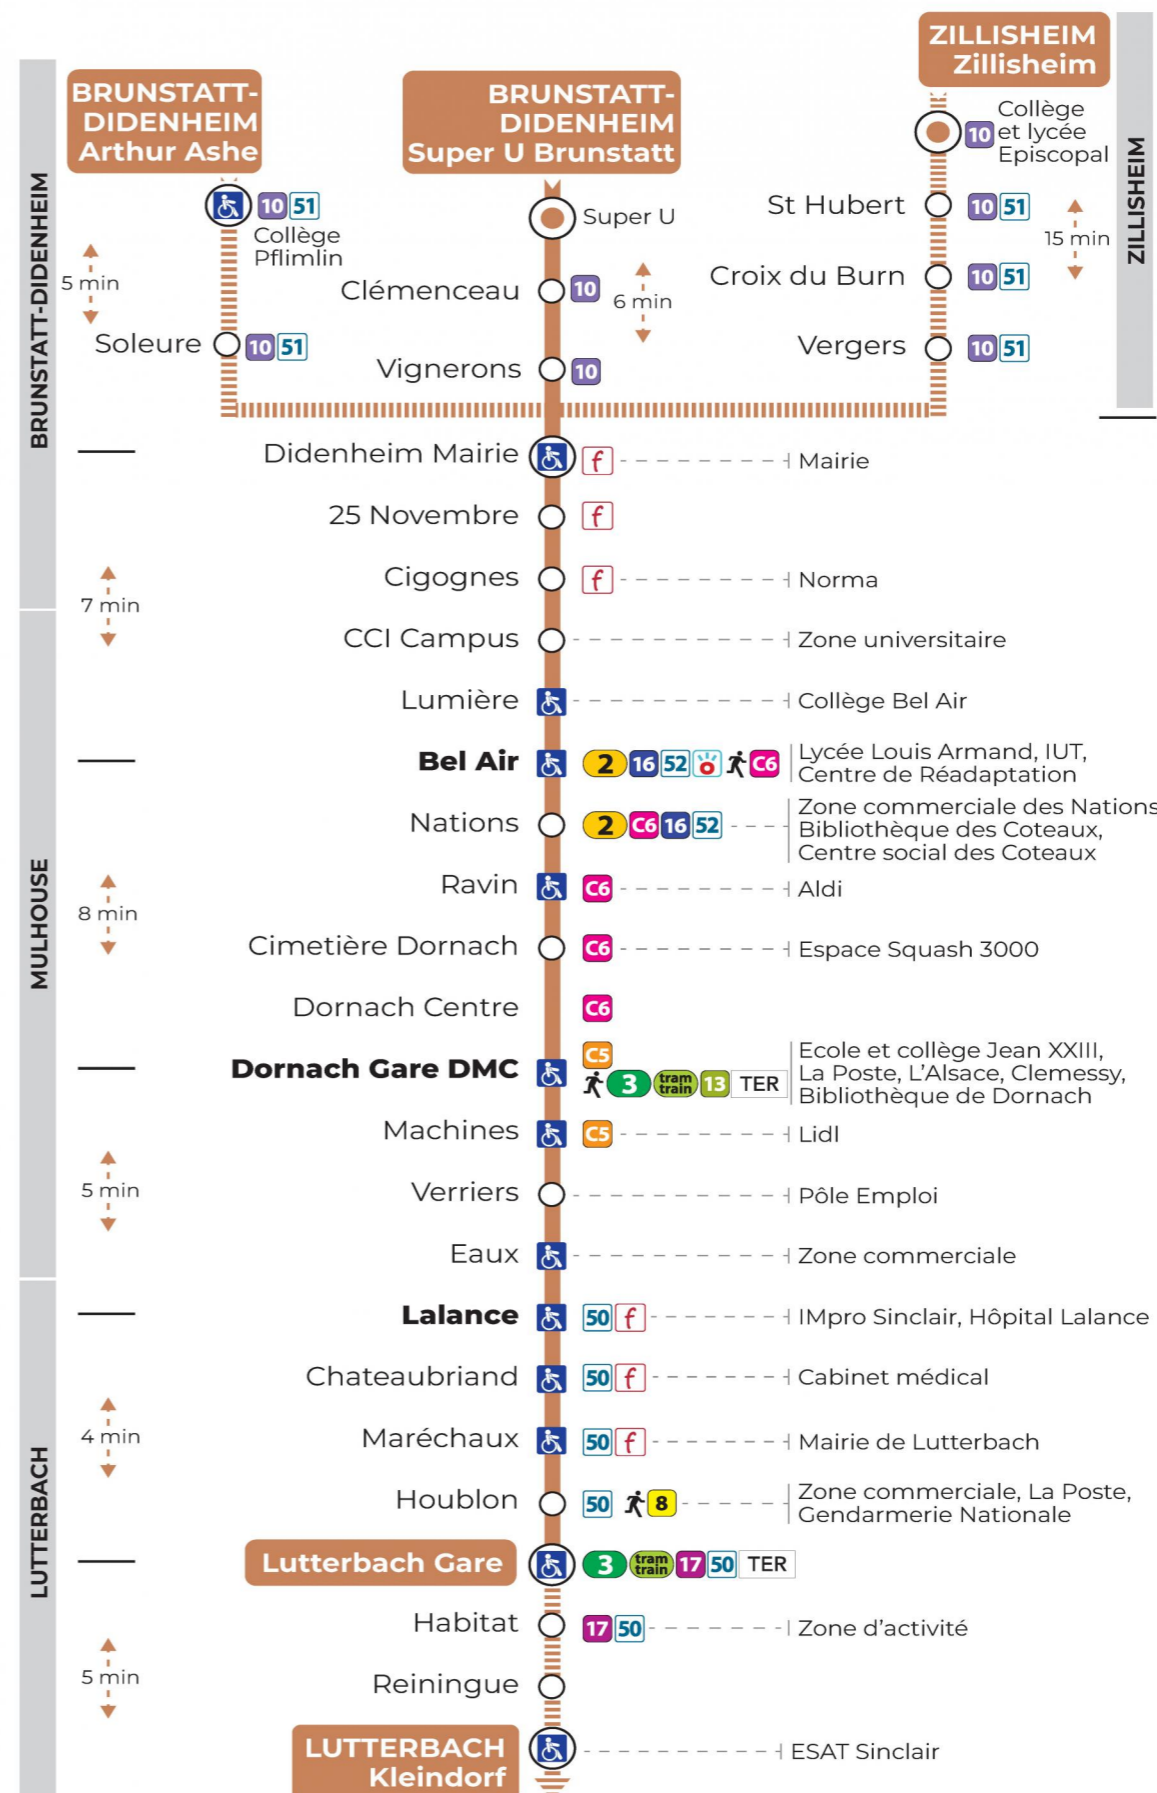 ZILLISHEIM
Zillisheim
BRUNSTATT-
DIDENHEIM
Arthur Ashe
BRUNSTATT-
DIDENHEIM
Super U Brunstatt
BRUNSTATT-DIDENHEIM
ZILLISHEIM
10 Collège
et lycée
Episcopal
10 51
Collège
Pflimlin
5 min
Soleure 10 51
Super U
Clémenceau 10
6 min
Vignerons 10
St Hubert 10 51
15 min
Croix du Burn 10 51
Vergers 10 51
Didenheim Mairie f Mairie
25 Novembre f
Cigognes f Norma
7 min
CCI Campus Zone universitaire
Lumière Collège Bel Air
MULHOUSE
Bel Air 2 16 52 C6 Lycée Louis Armand, IUT,
Centre de Réadaptation
Nations 2 C6 16 52 Zone commerciale des Nations
Bibliothèque des Coteaux,
Centre social des Coteaux
Ravin C6 Aldi
8 min
Cimetière Dornach C6 Espace Squash 3000
Dornach Centre C6
Dornach Gare DMC C5
3 tram train 13 TER
Ecole et collège Jean XXIII,
La Poste, L'Alsace, Clemessy,
Bibliothèque de Dornach
Machines C5 Lidl
5 min
Verriers Pôle Emploi
Eaux Zone commerciale
LUTTERBACH
Lalance 50 f IMpro Sinclair, Hôpital Lalance
Chateaubriand 50 f Cabinet médical
4 min
Maréchaux 50 f Mairie de Lutterbach
Houblon 50 8 Zone commerciale, La Poste,
Gendarmerie Nationale
Lutterbach Gare 3 tram train 17 50 TER
Habitat 17 50 Zone d'activité
5 min
Reiningue
LUTTERBACH
Kleindorf
ESAT Sinclair